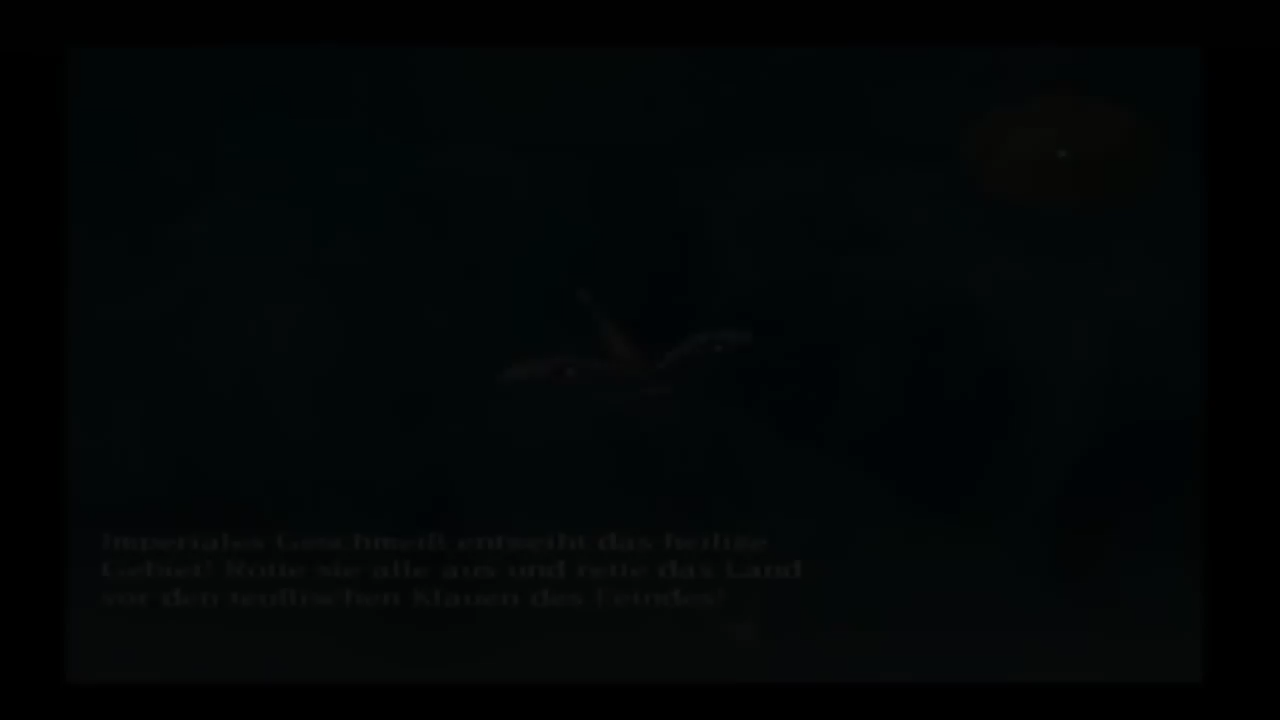 Imperiales Geschmeiß entweiht das heilige
Gebiet! Rotte sie alle aus und rette das Land
vor den teuflischen Klauen des Feindes!